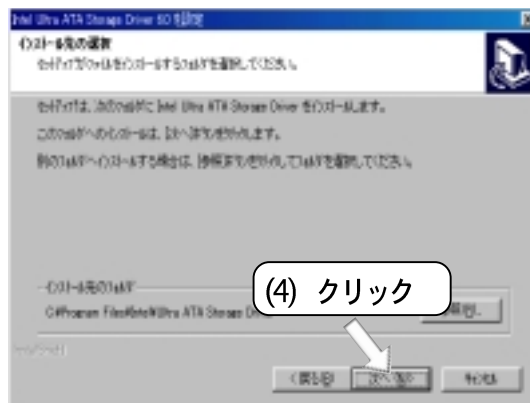 Intel Ultra ATA Storage Driver 6.0 を設定
インストール先の選択
セットアップがファイルをインストールするフォルダを選択してください。
セットアップは、次のフォルダに Intel Ultra ATA Storage Driver をインストールします。
このフォルダへのインストールは、[次へ]ボタンをクリックします。
別のフォルダへインストールする場合は、[参照]ボタンをクリックしてフォルダを選択してください。
インストール先のフォルダ
C:\Program Files\Intel\Ultra ATA Storage Dri
(4) クリック
InstallShield
< 戻る(B)
次へ(N) >
キャンセル